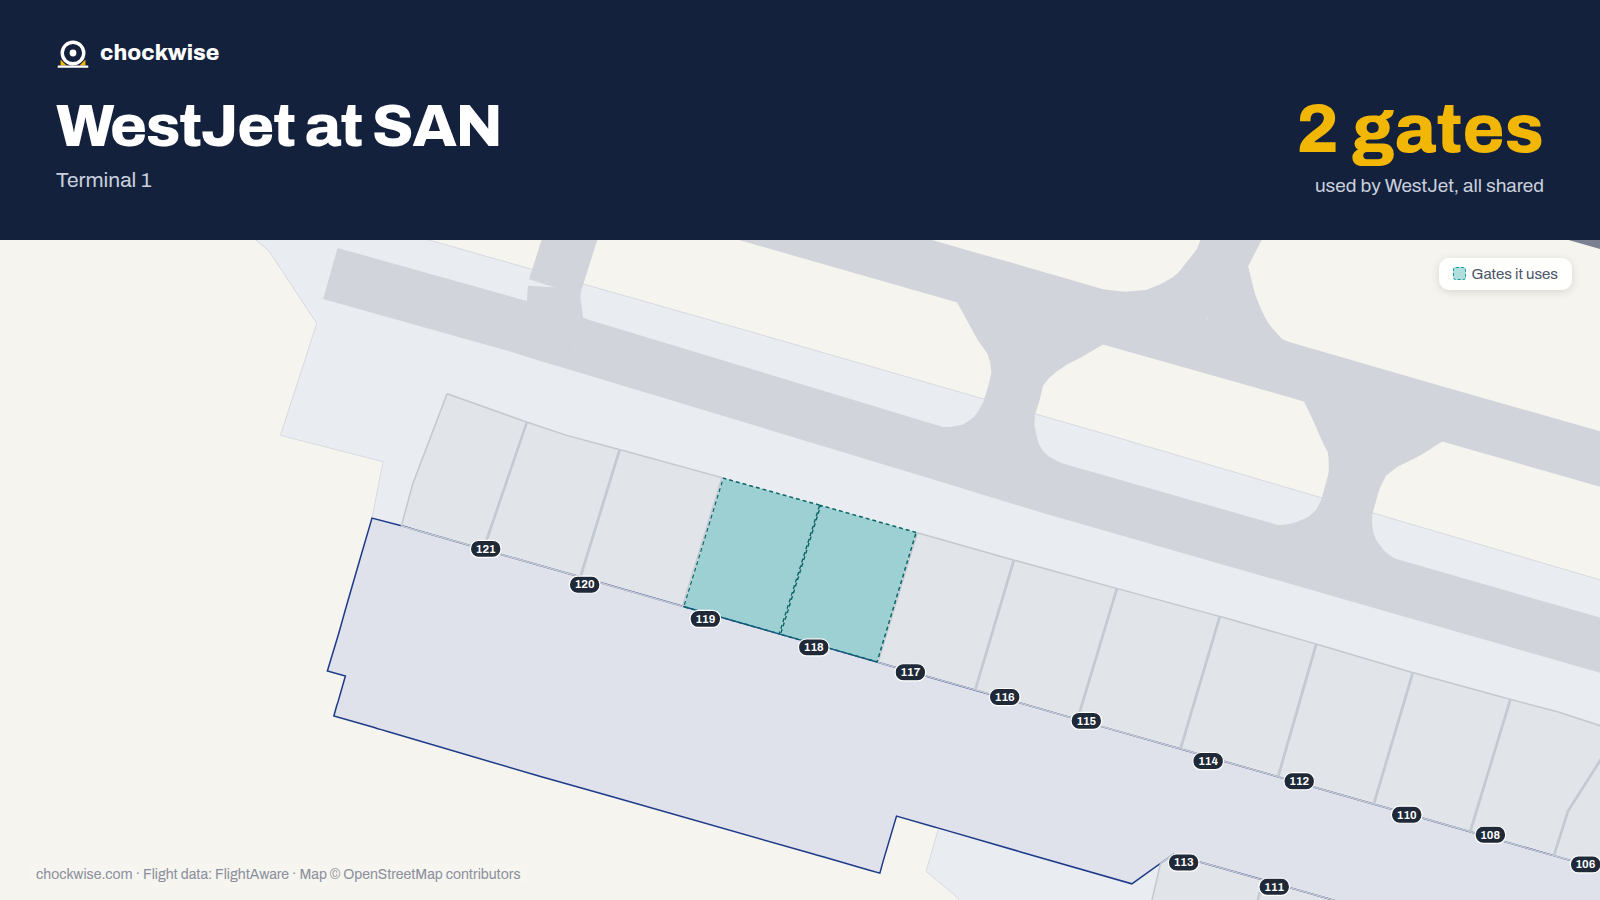 chockwise
WestJet at SAN
Terminal 1
2 gates
used by WestJet, all shared
Gates it uses
121
120
119
118
117
116
115
114
112
110
108
106
113
111
chockwise.com · Flight data: FlightAware · Map © OpenStreetMap contributors